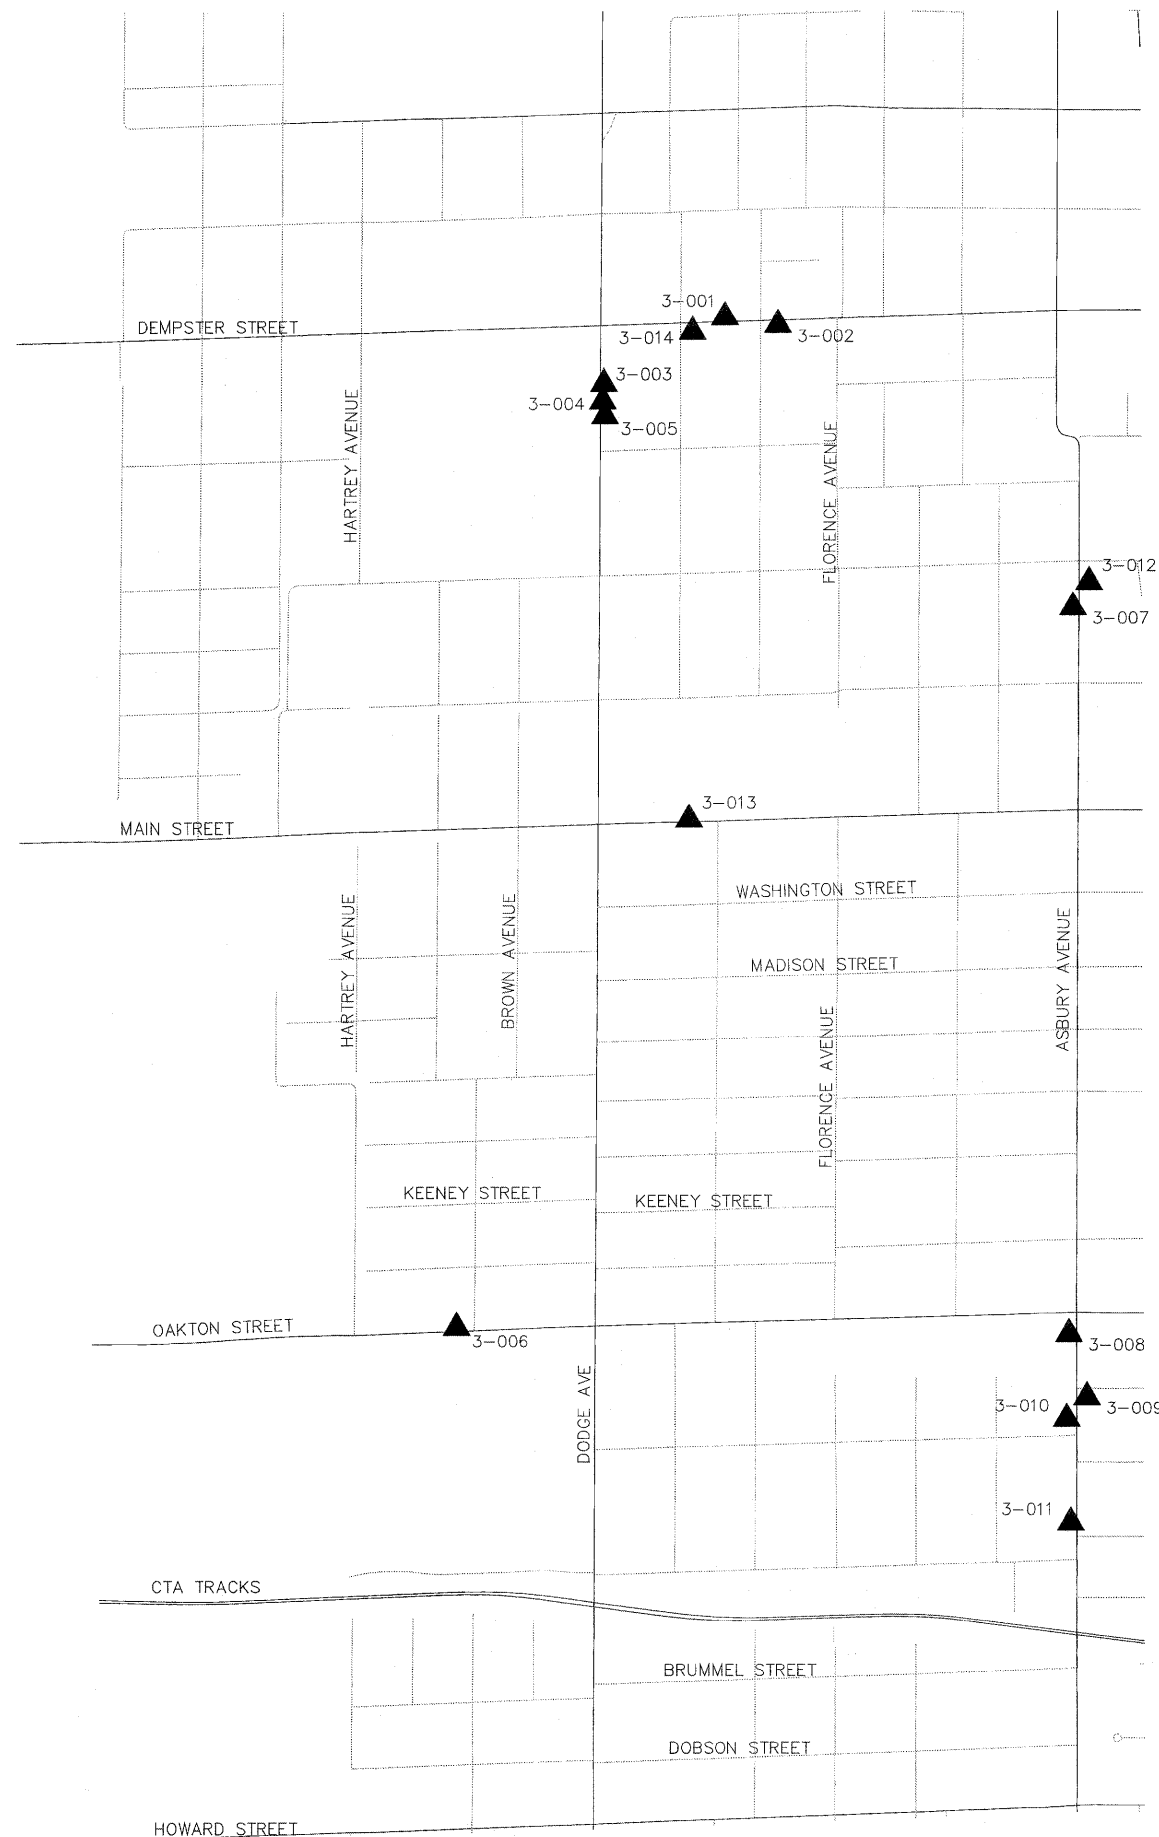 3-001
DEMPSTER STREET
3-014
3-002
3-003
3-004
3-005
HARTREY AVENUE
FLORENCE AVENUE
3-012
3-007
3-013
MAIN STREET
WASHINGTON STREET
HARTREY AVENUE
BROWN AVENUE
ASBURY AVENUE
MADISON STREET
FLORENCE AVENUE
KEENEY STREET
KEENEY STREET
OAKTON STREET
3-006
3-008
DODGE AVE
3-010
3-009
3-011
CTA TRACKS
BRUMMEL STREET
DOBSON STREET
HOWARD STREET